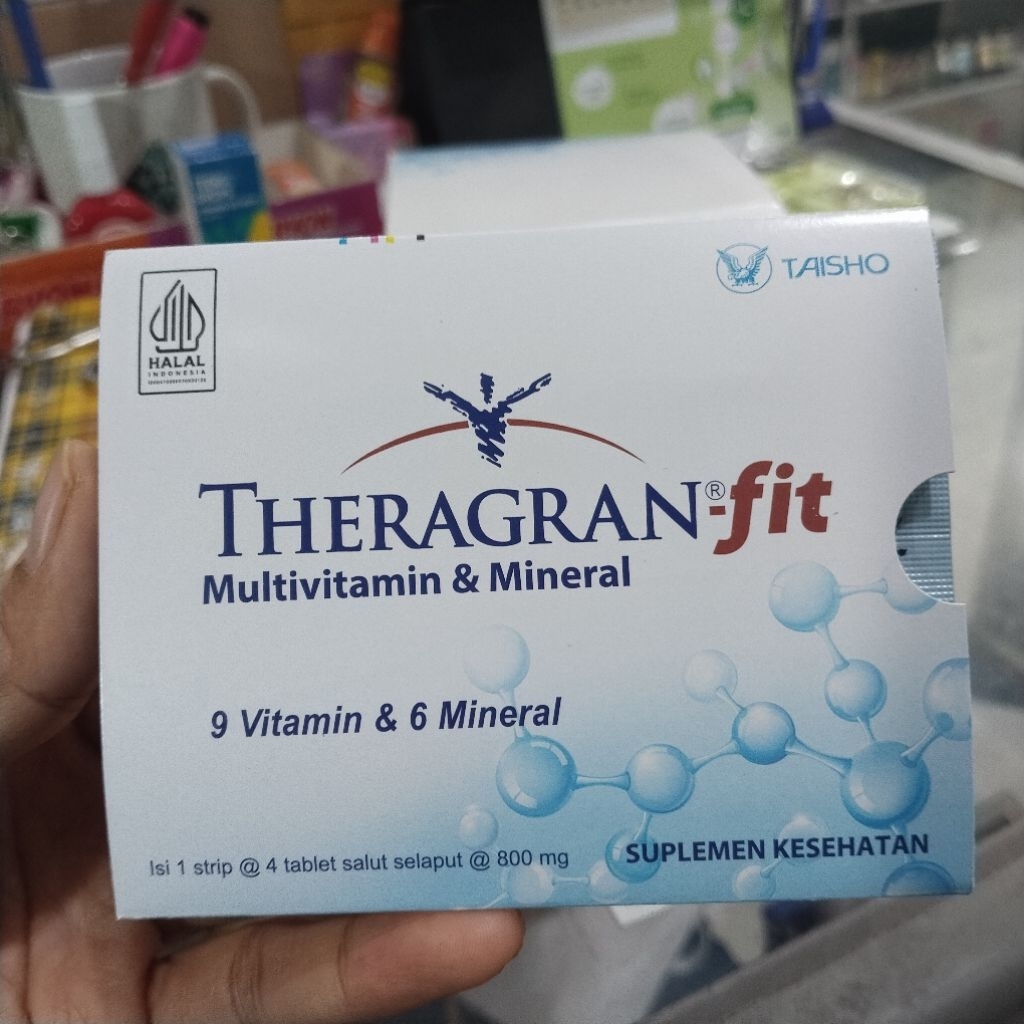 HALAL
INDONESIA
TAISHO
THERAGRAN®-fit
Multivitamin & Mineral
9 Vitamin & 6 Mineral
Isi 1 strip @ 4 tablet salut selaput @ 800 mg
SUPLEMEN KESEHATAN